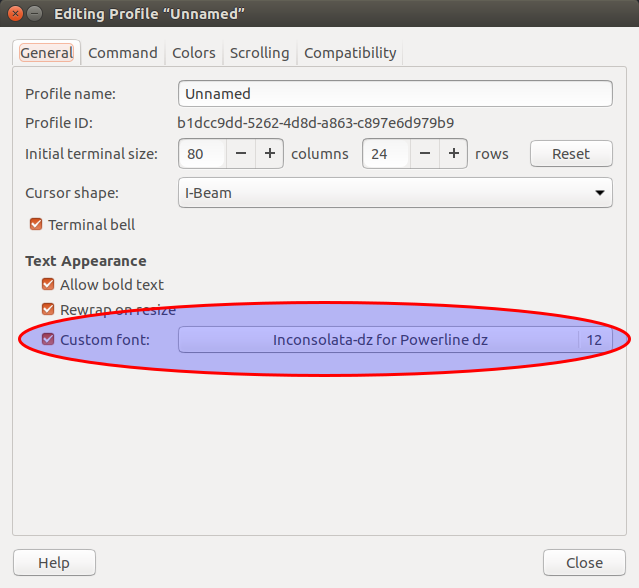 Editing Profile “Unnamed”
General Command Colors Scrolling Compatibility
Profile name: Unnamed
Profile ID: b1dcc9dd-5262-4d8d-a863-c897e6d979b9
Initial terminal size: 80 − + columns 24 − + rows Reset
Cursor shape: I-Beam
Terminal bell
Text Appearance
Allow bold text
Rewrap on resize
Custom font: Inconsolata-dz for Powerline dz 12
Help Close